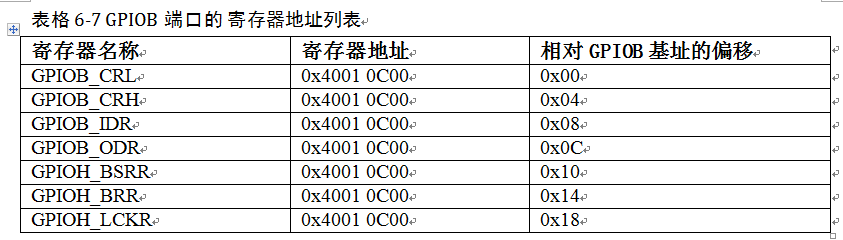 表格 6-7 GPIOB 端口的 寄存器地址列表
寄存器名称 寄存器地址 相对 GPIOB 基址的偏移
GPIOB_CRL 0x4001 0C00 0x00
GPIOB_CRH 0x4001 0C00 0x04
GPIOB_IDR 0x4001 0C00 0x08
GPIOB_ODR 0x4001 0C00 0x0C
GPIOH_BSRR 0x4001 0C00 0x10
GPIOH_BRR 0x4001 0C00 0x14
GPIOH_LCKR 0x4001 0C00 0x18